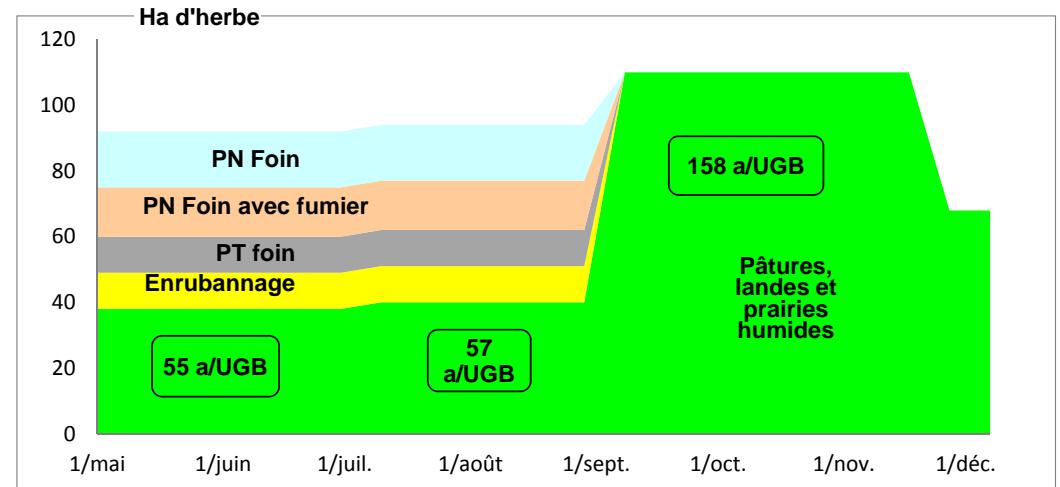 Ha d'herbe
120
100
80
60
40
20
0
PN Foin
PN Foin avec fumier
PT foin
Enrubannage
55 a/UGB
57
a/UGB
158 a/UGB
Pâtures,
landes et
prairies
humides
1/mai 1/juin 1/juil. 1/août 1/sept. 1/oct. 1/nov. 1/déc.